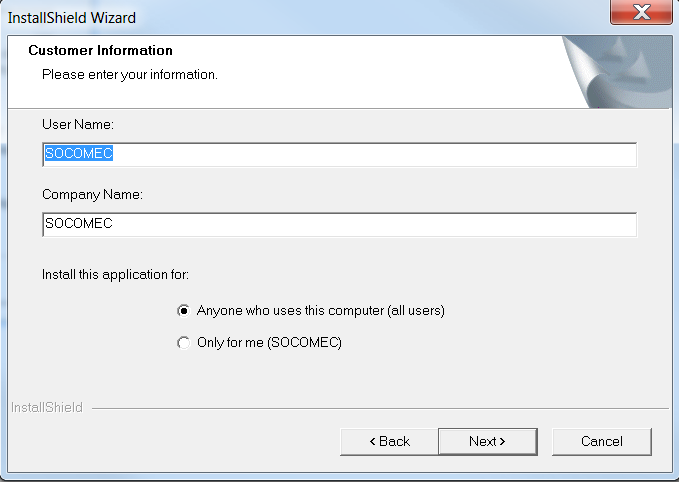 InstallShield Wizard
Customer Information
Please enter your information.
User Name:
SOCOMEC
Company Name:
SOCOMEC
Install this application for:
Anyone who uses this computer (all users)
Only for me (SOCOMEC)
InstallShield
< Back
Next >
Cancel